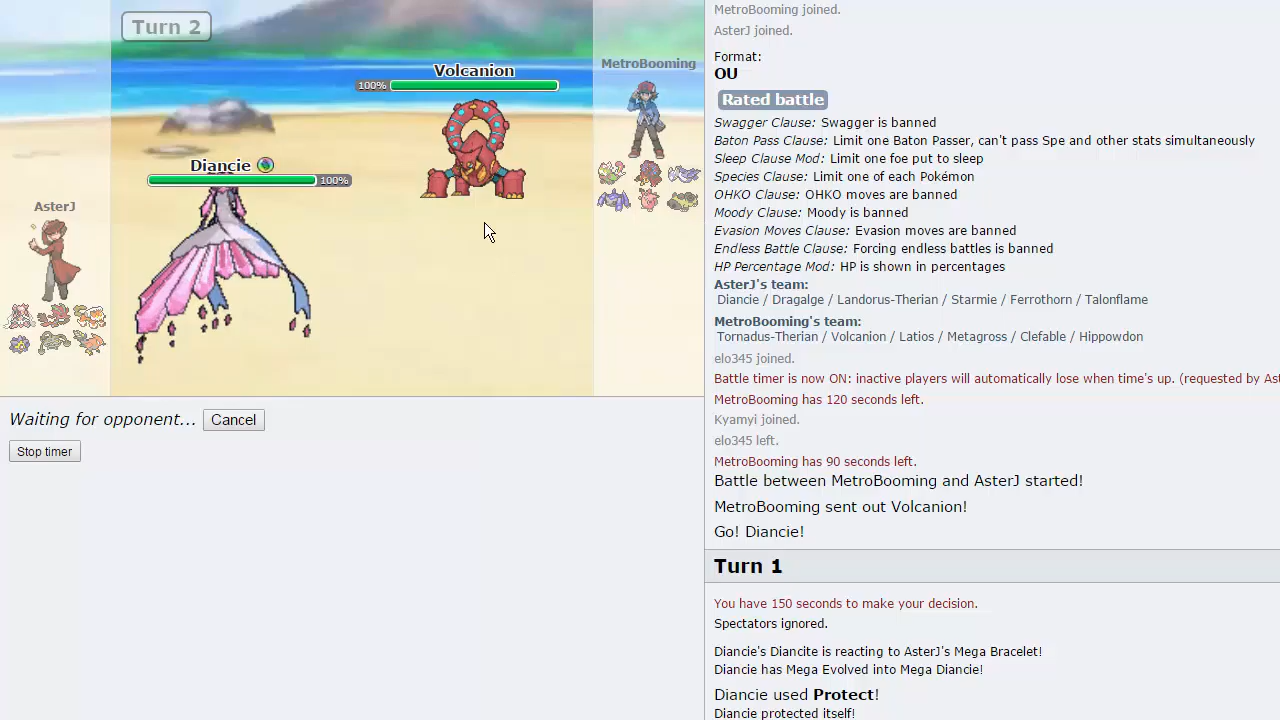 Turn 2
Volcanion
100%
Diancie
100%
AsterJ
MetroBooming
Waiting for opponent... Cancel
Stop timer
MetroBooming joined.
AsterJ joined.
Format:
OU
Rated battle
Swagger Clause: Swagger is banned
Baton Pass Clause: Limit one Baton Passer, can't pass Spe and other stats simultaneously
Sleep Clause Mod: Limit one foe put to sleep
Species Clause: Limit one of each Pokémon
OHKO Clause: OHKO moves are banned
Moody Clause: Moody is banned
Evasion Moves Clause: Evasion moves are banned
Endless Battle Clause: Forcing endless battles is banned
HP Percentage Mod: HP is shown in percentages
AsterJ's team:
Diancie / Dragalge / Landorus-Therian / Starmie / Ferrothorn / Talonflame
MetroBooming's team:
Tornadus-Therian / Volcanion / Latios / Metagross / Clefable / Hippowdon
elo345 joined.
Battle timer is now ON: inactive players will automatically lose when time's up. (requested by Ast
MetroBooming has 120 seconds left.
Kyamyi joined.
elo345 left.
MetroBooming has 90 seconds left.
Battle between MetroBooming and AsterJ started!
MetroBooming sent out Volcanion!
Go! Diancie!
Turn 1
You have 150 seconds to make your decision.
Spectators ignored.
Diancie's Diancite is reacting to AsterJ's Mega Bracelet!
Diancie has Mega Evolved into Mega Diancie!
Diancie used Protect!
Diancie protected itself!